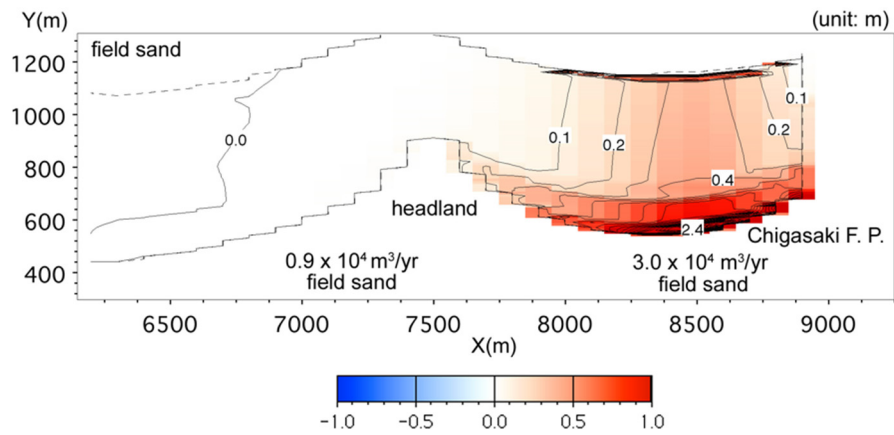 Y(m)
(unit: m)
field sand
1200
1000
800
600
400
0.0
0.1
0.2
0.1
0.2
0.4
2.4
headland
Chigasaki F. P.
0.9 x 10⁴ m³/yr
field sand
3.0 x 10⁴ m³/yr
field sand
6500
7000
7500
8000
8500
9000
X(m)
-1.0
-0.5
0.0
0.5
1.0